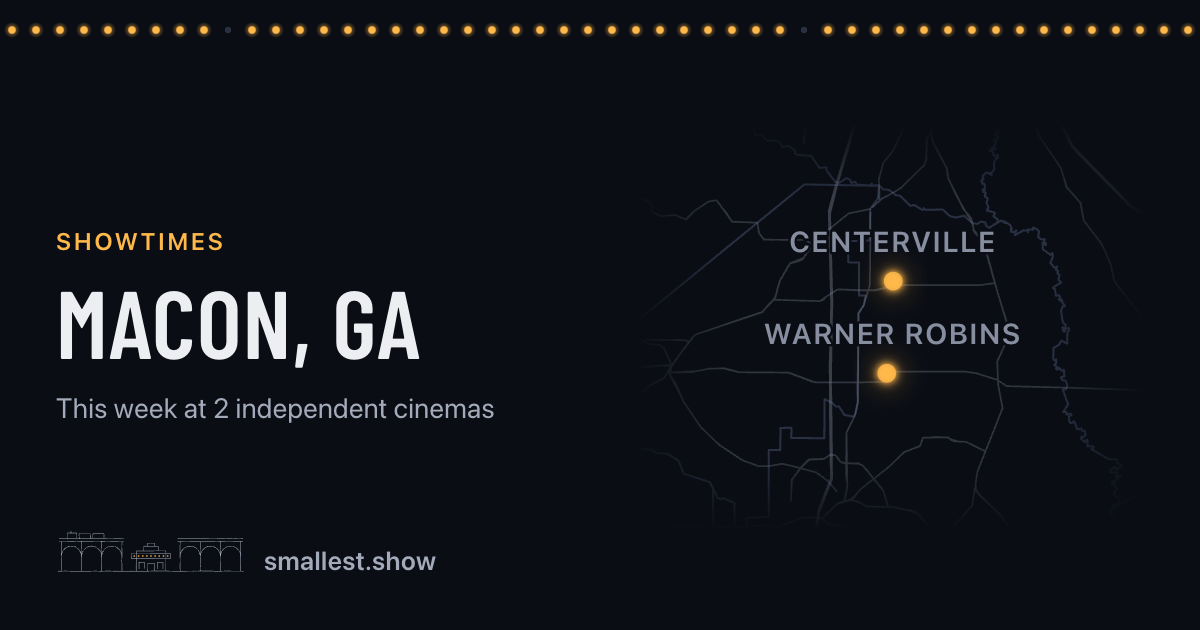 SHOWTIMES
MACON, GA
This week at 2 independent cinemas
CENTERVILLE
WARNER ROBINS
smallest.show